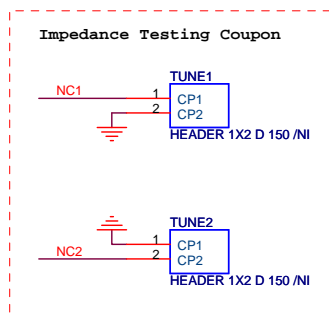 Impedance Testing Coupon
TUNE1
NC1 1 CP1
2 CP2
HEADER 1X2 D 150 /NI
TUNE2
1 CP1
NC2 2 CP2
HEADER 1X2 D 150 /NI